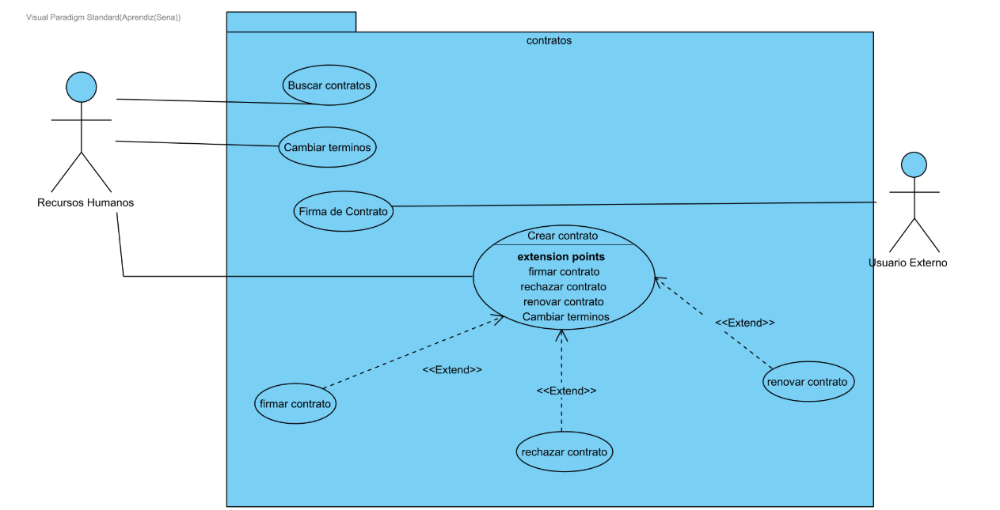 Visual Paradigm Standard(Aprendiz(Sena))
contratos
Buscar contratos
Cambiar terminos
Recursos Humanos
Firma de Contrato
Usuario Externo
Crear contrato
extension points
firmar contrato
rechazar contrato
renovar contrato
Cambiar terminos
<<Extend>>
<<Extend>>
<<Extend>>
firmar contrato
rechazar contrato
renovar contrato